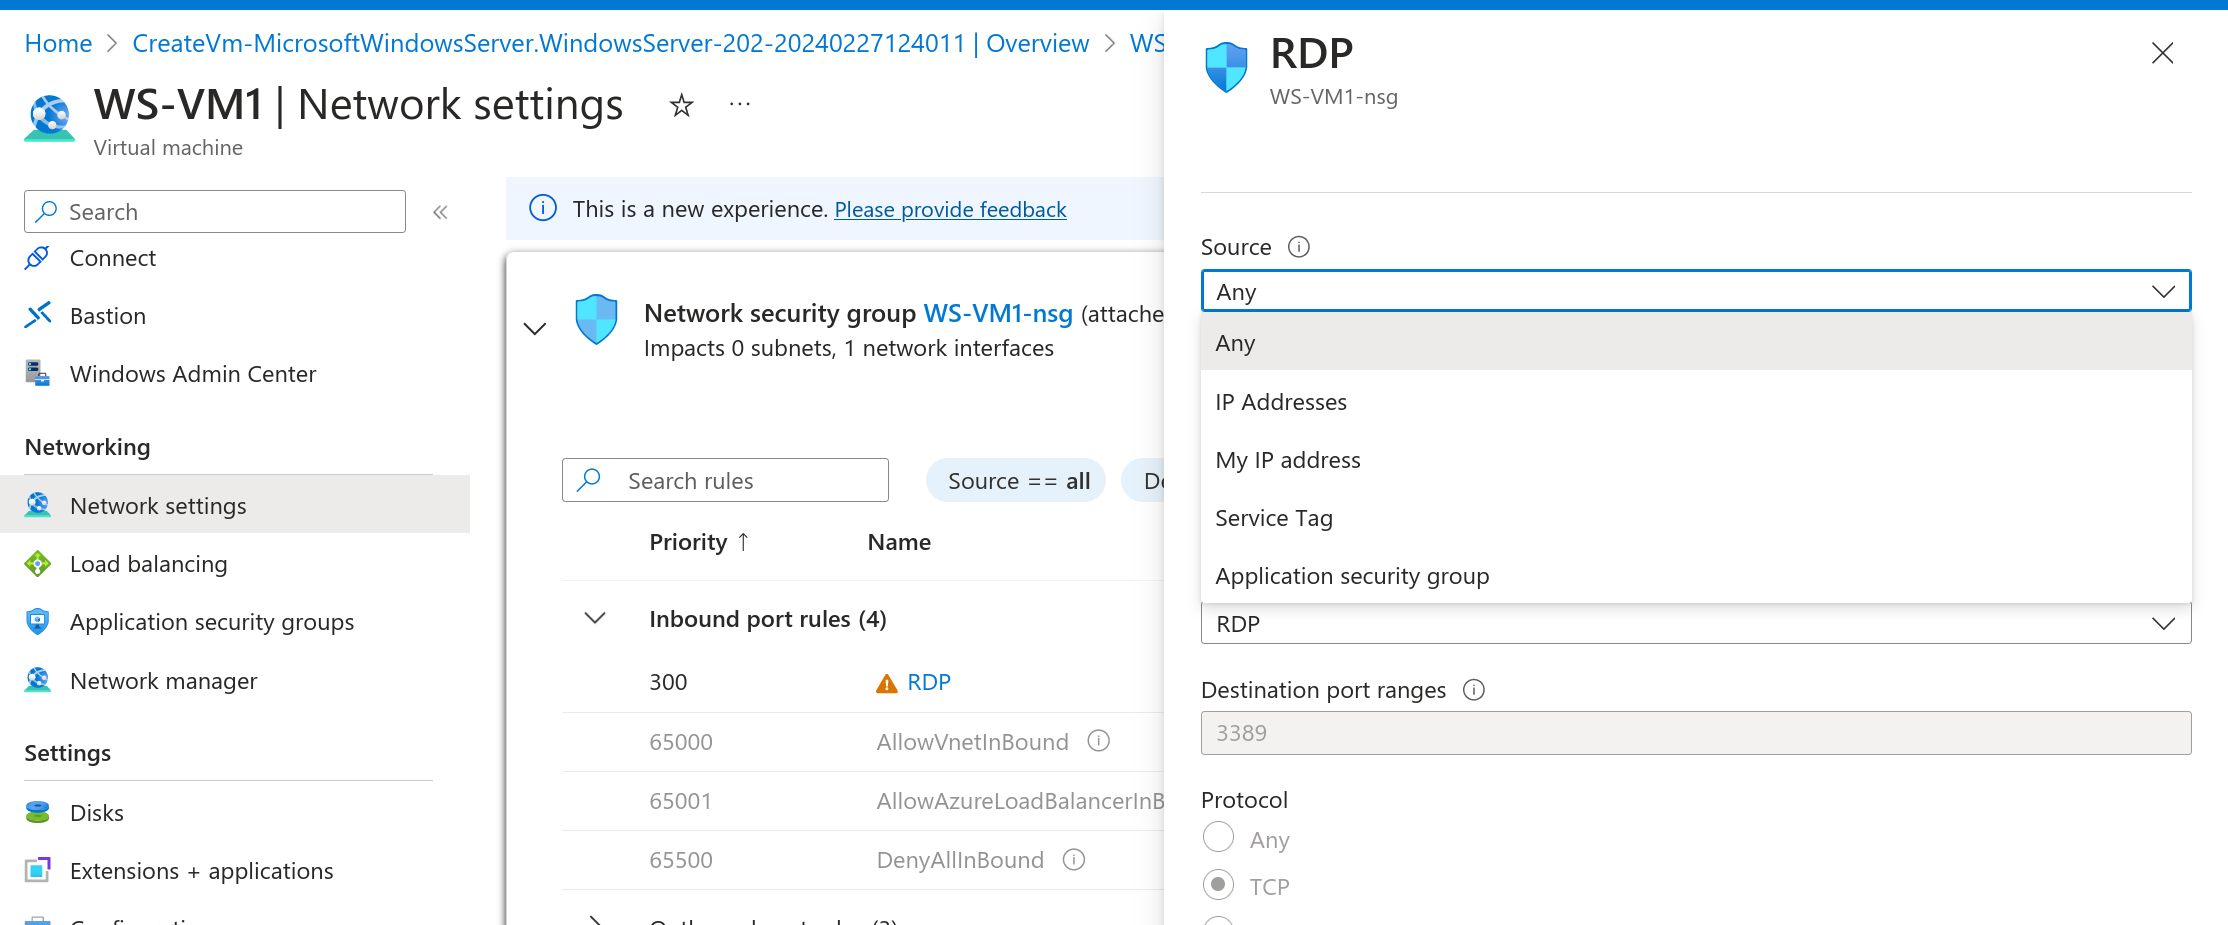 Home > CreateVm-MicrosoftWindowsServer.WindowsServer-202-20240227124011 | Overview > WS
WS-VM1 | Network settings
Virtual machine
Search
Connect
Bastion
Windows Admin Center
Networking
Network settings
Load balancing
Application security groups
Network manager
Settings
Disks
Extensions + applications
This is a new experience. Please provide feedback
Network security group WS-VM1-nsg (attache
Impacts 0 subnets, 1 network interfaces
Search rules
Source == all
De
Priority ↑ Name
Inbound port rules (4)
300 RDP
65000 AllowVnetInBound
65001 AllowAzureLoadBalancerInB
65500 DenyAllInBound
RDP
WS-VM1-nsg
Source
Any
Any
IP Addresses
My IP address
Service Tag
Application security group
RDP
Destination port ranges
3389
Protocol
Any
TCP